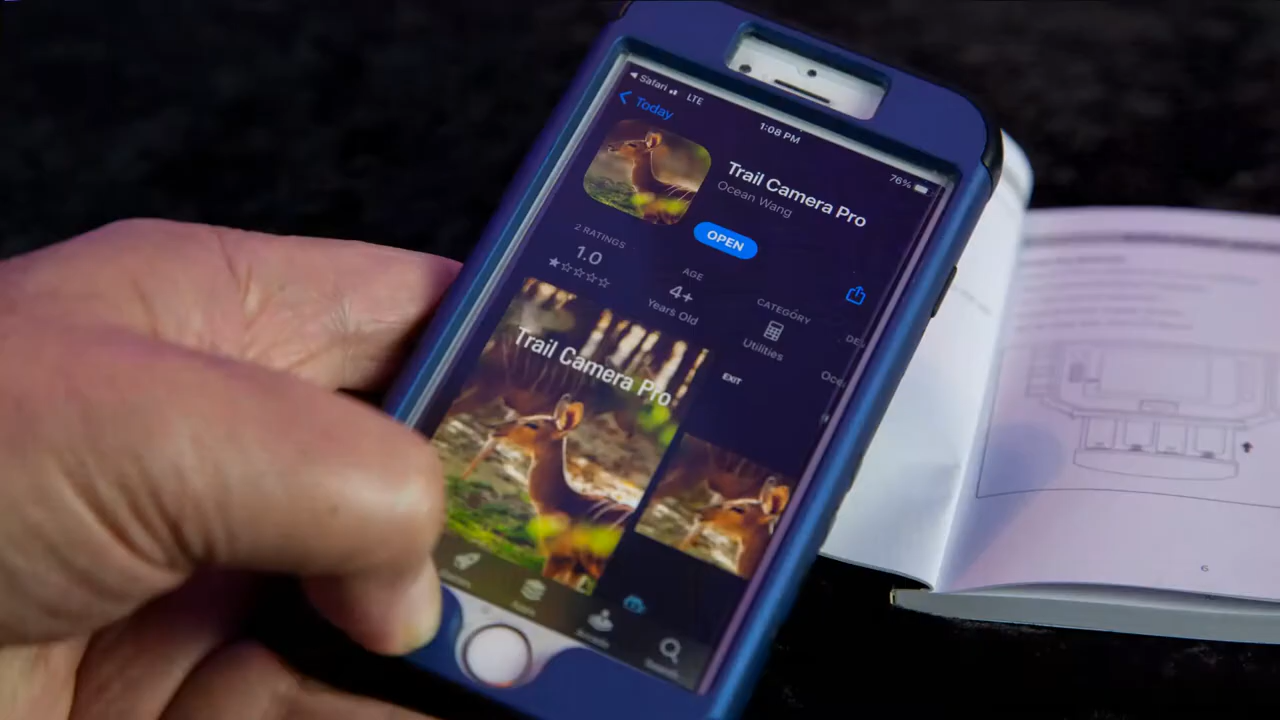 Safari
LTE
1:08 PM
76%
Today
Trail Camera Pro
Ocean Wang
OPEN
2 RATINGS
1.0
AGE
4+
Years Old
CATEGORY
Utilities
Trail Camera Pro
EXIT
6